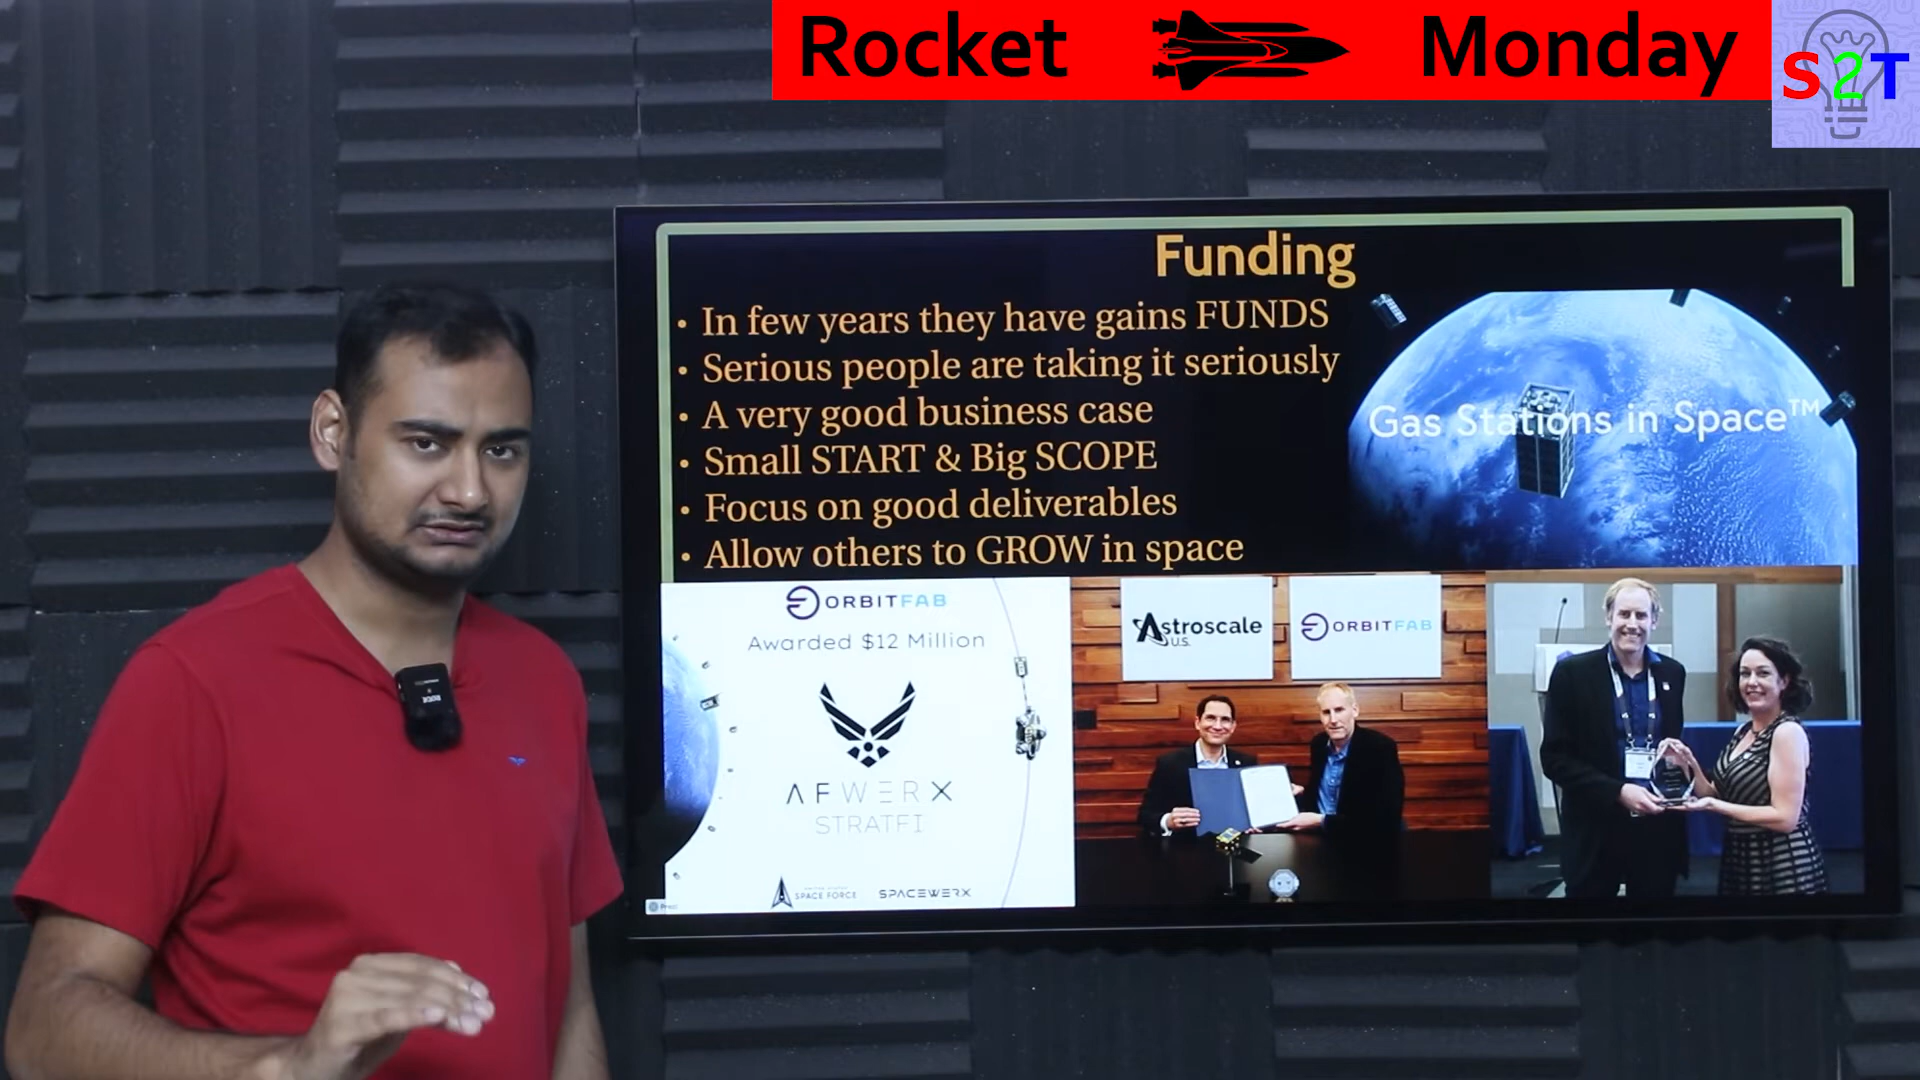 Rocket Monday
S2T
Funding
• In few years they have gains FUNDS
• Serious people are taking it seriously
• A very good business case
• Small START & Big SCOPE
• Focus on good deliverables
• Allow others to GROW in space
Gas Stations in Space™
ORBITFAB
Awarded $12 Million
AFWERX
STRATFI
SPACE FORCE
SPACEWERX
Astroscale
U.S.
ORBITFAB
RODE